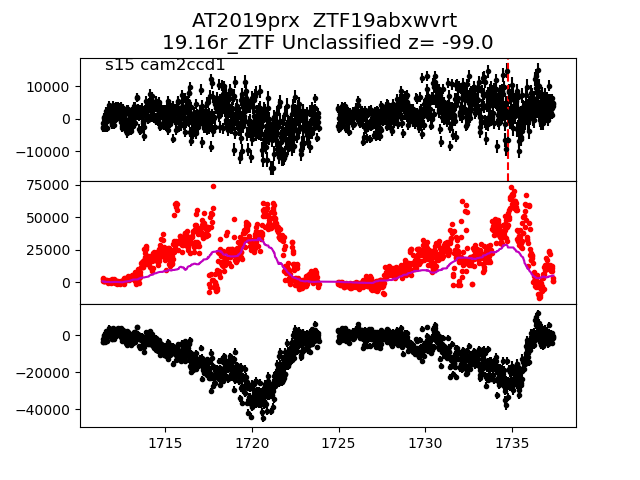 AT2019prx  ZTF19abxwvrt
19.16r_ZTF Unclassified z= -99.0
s15 cam2ccd1
10000
0
−10000
75000
50000
25000
0
0
−20000
−40000
1715 1720 1725 1730 1735